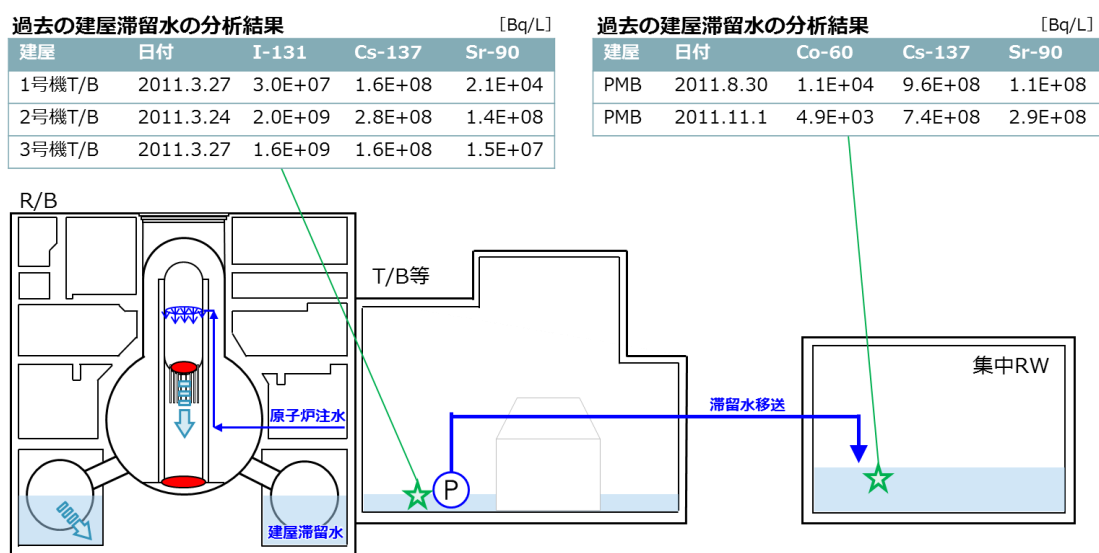 過去の建屋滞留水の分析結果 [Bq/L]
建屋 日付 I-131 Cs-137 Sr-90
1号機T/B 2011.3.27 3.0E+07 1.6E+08 2.1E+04
2号機T/B 2011.3.24 2.0E+09 2.8E+08 1.4E+08
3号機T/B 2011.3.27 1.6E+09 1.6E+08 1.5E+07
過去の建屋滞留水の分析結果 [Bq/L]
建屋 日付 Co-60 Cs-137 Sr-90
PMB 2011.8.30 1.1E+04 9.6E+08 1.1E+08
PMB 2011.11.1 4.9E+03 7.4E+08 2.9E+08
R/B
T/B等
集中RW
滞留水移送
原子炉注水
P
建屋滞留水